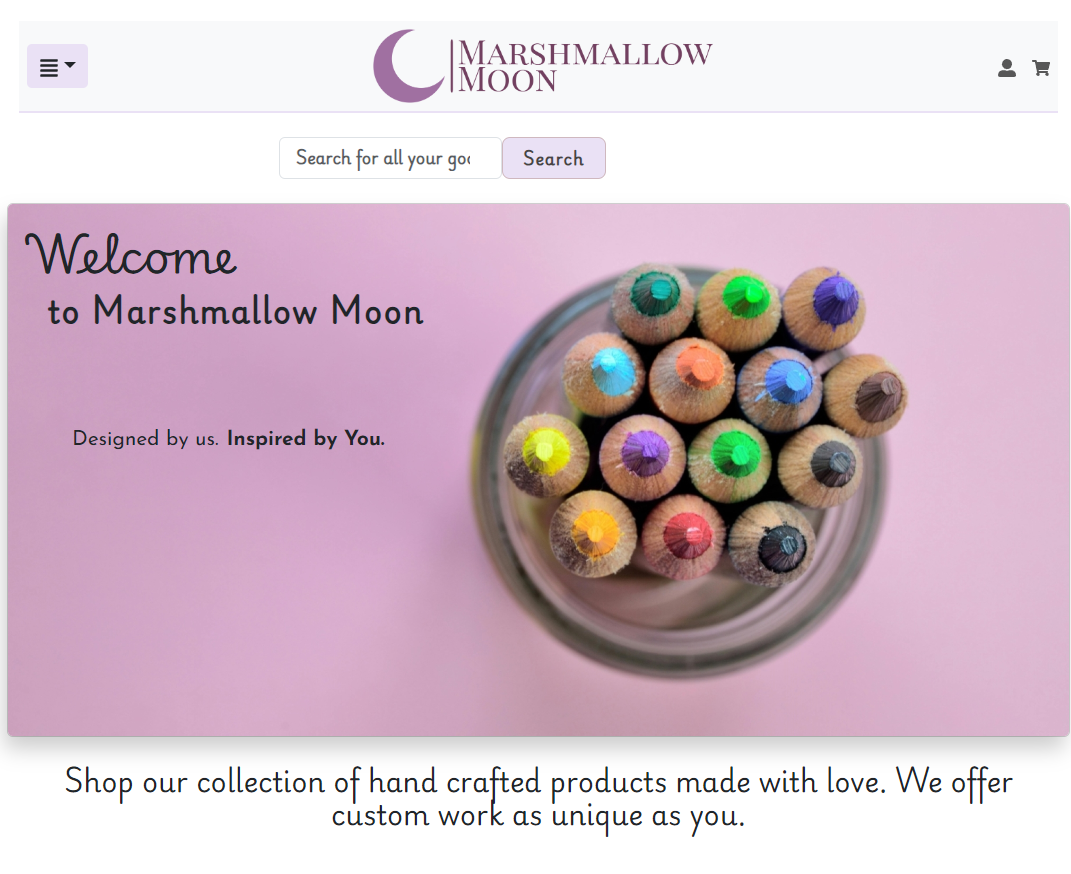 MARSHMALLOW
MOON
Search for all your
Search
Welcome
to Marshmallow Moon
Designed by us. Inspired by You.
Shop our collection of hand crafted products made with love. We offer
custom work as unique as you.